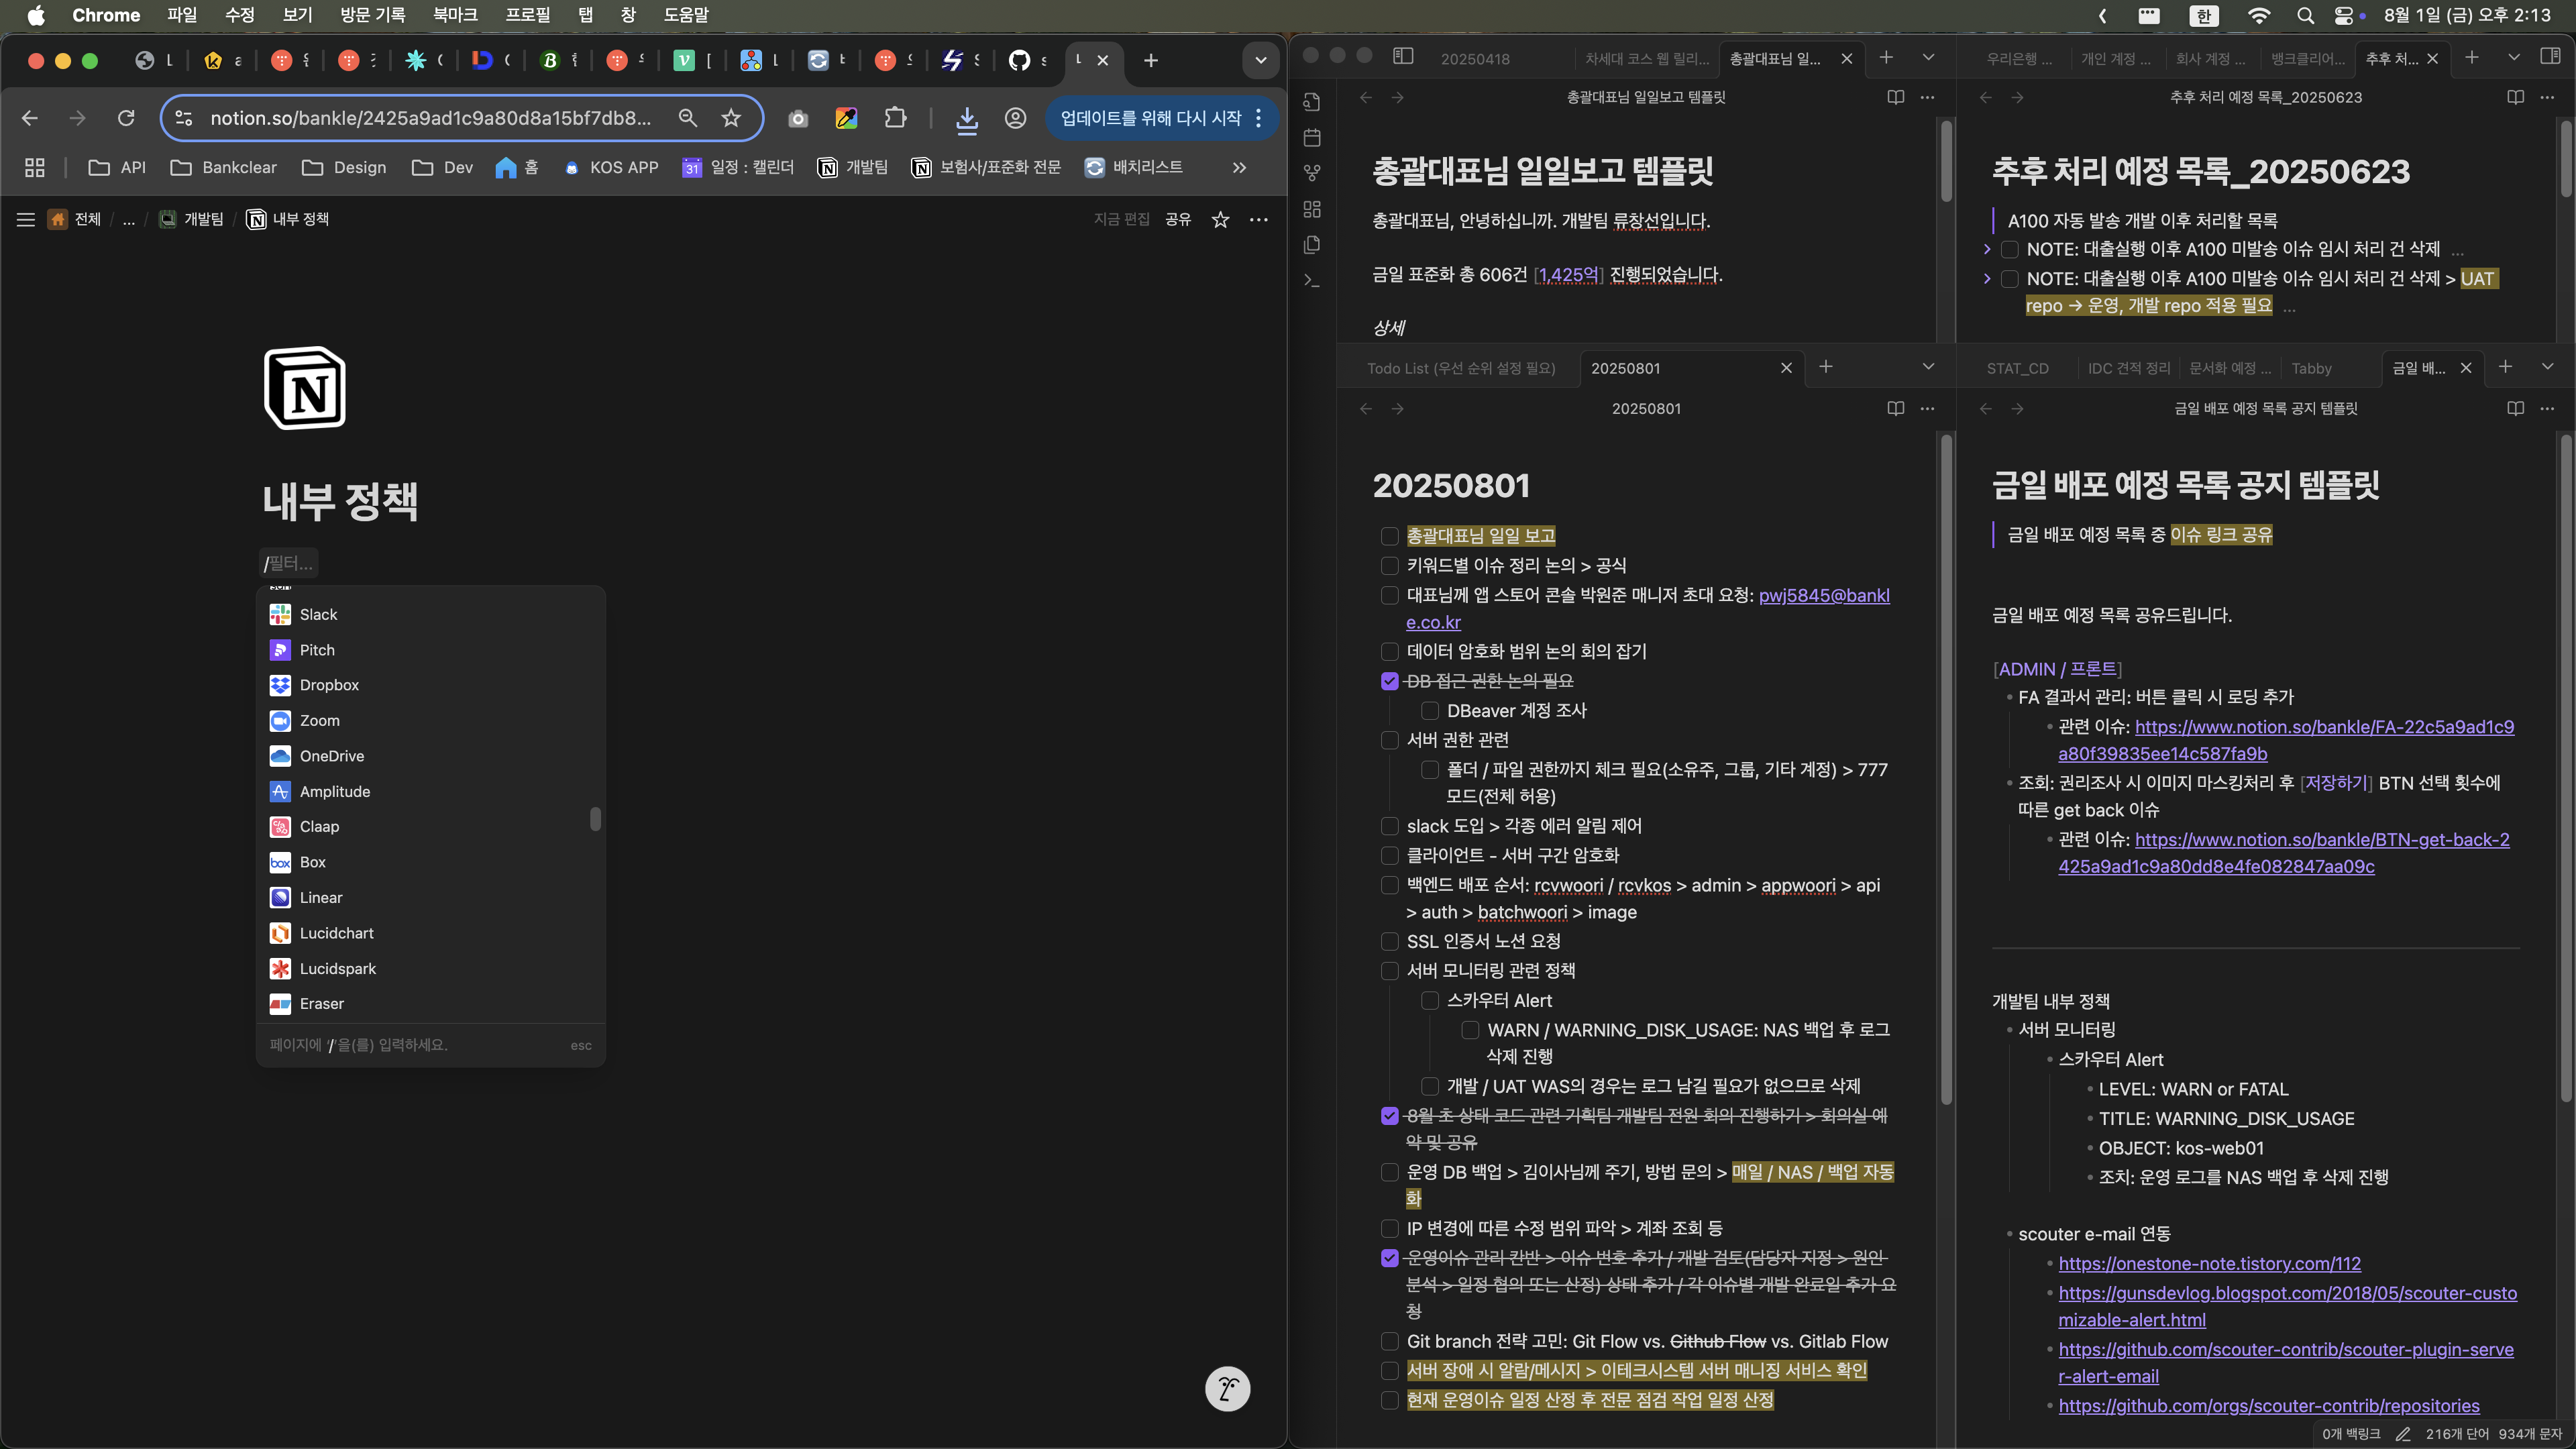 Chrome 파일 수정 보기 방문 기록 북마크 프로필 탭 창 도움말
한 8월 1일 (금) 오후 2:13
notion.so/bankle/2425a9ad1c9a80d8a15bf7db8...
업데이트를 위해 다시 시작
API Bankclear Design Dev 홈 KOS APP 일정 : 캘린더 개발팀 보험사/표준화 전문 배치리스트
전체 / ... / 개발팀 / 내부 정책
지금 편집 공유
내부 정책
/필터...
Slack
Pitch
Dropbox
Zoom
OneDrive
Amplitude
Claap
Box
Linear
Lucidchart
Lucidspark
Eraser
페이지에 '/'을(를) 입력하세요. esc
20250418 차세대 코스 웹 릴리... 총괄대표님 일...
총괄대표님 일일보고 템플릿
총괄대표님 일일보고 템플릿
총괄대표님, 안녕하십니까. 개발팀 류창선입니다.
금일 표준화 총 606건 [1,425억] 진행되었습니다.
상세
우리은행 ... 개인 계정 ... 회사 계정 ... 뱅크클리어... 추후 처...
추후 처리 예정 목록_20250623
추후 처리 예정 목록_20250623
A100 자동 발송 개발 이후 처리할 목록
NOTE: 대출실행 이후 A100 미발송 이슈 임시 처리 건 삭제 ...
NOTE: 대출실행 이후 A100 미발송 이슈 임시 처리 건 삭제 > UAT
repo → 운영, 개발 repo 적용 필요 ...
Todo List (우선 순위 설정 필요) 20250801
20250801
20250801
총괄대표님 일일 보고
키워드별 이슈 정리 논의 > 공식
대표님께 앱 스토어 콘솔 박원준 매니저 초대 요청: pwj5845@bankl
e.co.kr
데이터 암호화 범위 논의 회의 잡기
DB 접근 권한 논의 필요
DBeaver 계정 조사
서버 권한 관련
폴더 / 파일 권한까지 체크 필요(소유주, 그룹, 기타 계정) > 777
모드(전체 허용)
slack 도입 > 각종 에러 알림 제어
클라이언트 - 서버 구간 암호화
백엔드 배포 순서: rcvwoori / rcvkos > admin > appwoori > api
> auth > batchwoori > image
SSL 인증서 노션 요청
서버 모니터링 관련 정책
스카우터 Alert
WARN / WARNING_DISK_USAGE: NAS 백업 후 로그
삭제 진행
개발 / UAT WAS의 경우는 로그 남길 필요가 없으므로 삭제
8월 초 상태 코드 관련 기획팀 개발팀 전원 회의 진행하기 > 회의실 예
약 및 공유
운영 DB 백업 > 김이사님께 주기, 방법 문의 > 매일 / NAS / 백업 자동
화
IP 변경에 따른 수정 범위 파악 > 계좌 조회 등
운영이슈 관리 칸반 > 이슈 번호 추가 / 개발 검토(담당자 지정 > 원인
분석 > 일정 협의 또는 산정) 상태 추가 / 각 이슈별 개발 완료일 추가 요
청
Git branch 전략 고민: Git Flow vs. Github Flow vs. Gitlab Flow
서버 장애 시 알람/메시지 > 이테크시스템 서버 매니징 서비스 확인
현재 운영이슈 일정 산정 후 전문 점검 작업 일정 산정
STAT_CD IDC 견적 정리 문서화 예정 ... Tabby 금일 배...
금일 배포 예정 목록 공지 템플릿
금일 배포 예정 목록 공지 템플릿
금일 배포 예정 목록 중 이슈 링크 공유
금일 배포 예정 목록 공유드립니다.
[ADMIN / 프론트]
FA 결과서 관리: 버튼 클릭 시 로딩 추가
관련 이슈: https://www.notion.so/bankle/FA-22c5a9ad1c9
a80f39835ee14c587fa9b
조회: 권리조사 시 이미지 마스킹처리 후 [저장하기] BTN 선택 횟수에
따른 get back 이슈
관련 이슈: https://www.notion.so/bankle/BTN-get-back-2
425a9ad1c9a80dd8e4fe082847aa09c
개발팀 내부 정책
서버 모니터링
스카우터 Alert
LEVEL: WARN or FATAL
TITLE: WARNING_DISK_USAGE
OBJECT: kos-web01
조치: 운영 로그를 NAS 백업 후 삭제 진행
scouter e-mail 연동
https://onestone-note.tistory.com/112
https://gunsdevlog.blogspot.com/2018/05/scouter-custo
mizable-alert.html
https://github.com/scouter-contrib/scouter-plugin-serve
r-alert-email
https://github.com/orgs/scouter-contrib/repositories
0개 백링크 216개 단어 934개 문자